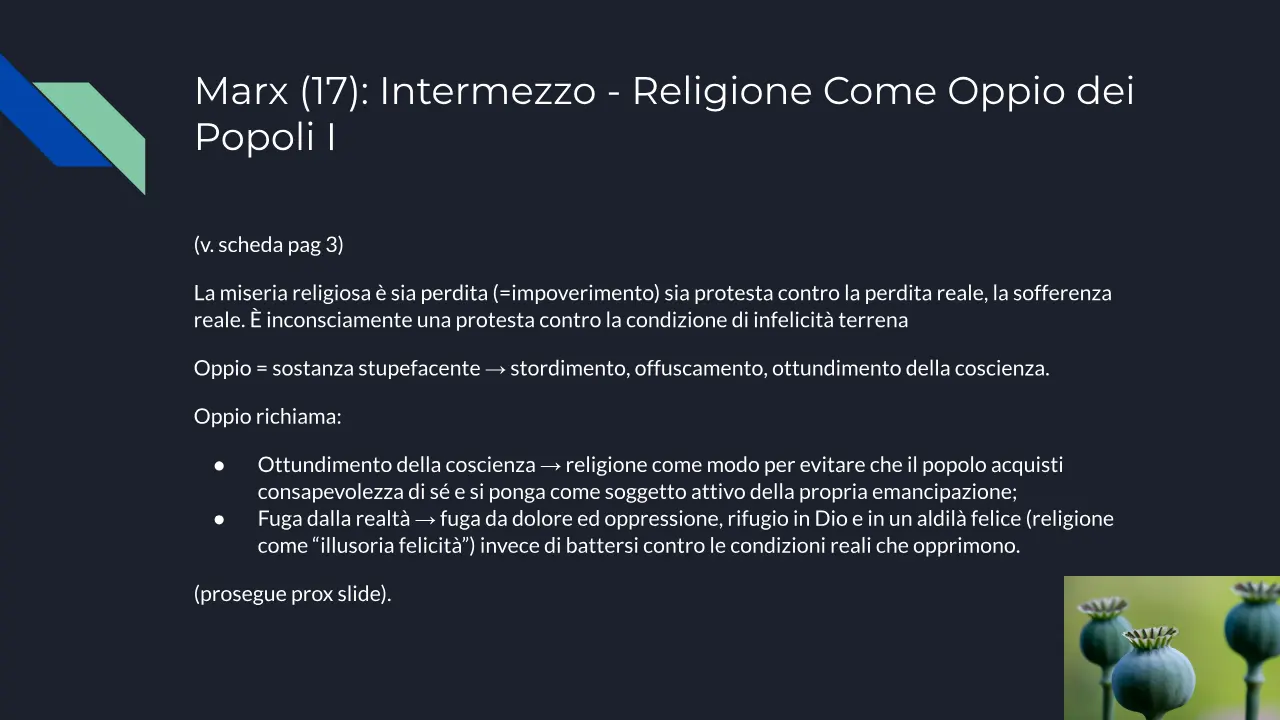 Marx (17): Intermezzo - Religione Come Oppio dei
Popoli I
(v. scheda pag 3)
La miseria religiosa è sia perdita (=impoverimento) sia protesta contro la perdita reale, la sofferenza
reale. È inconsciamente una protesta contro la condizione di infelicità terrena
Oppio = sostanza stupefacente → stordimento, offuscamento, ottundimento della coscienza.
Oppio richiama:
● Ottundimento della coscienza → religione come modo per evitare che il popolo acquisti
consapevolezza di sé e si ponga come soggetto attivo della propria emancipazione;
● Fuga dalla realtà → fuga da dolore ed oppressione, rifugio in Dio e in un aldilà felice (religione
come “illusoria felicità”) invece di battersi contro le condizioni reali che opprimono.
(prosegue prox slide).